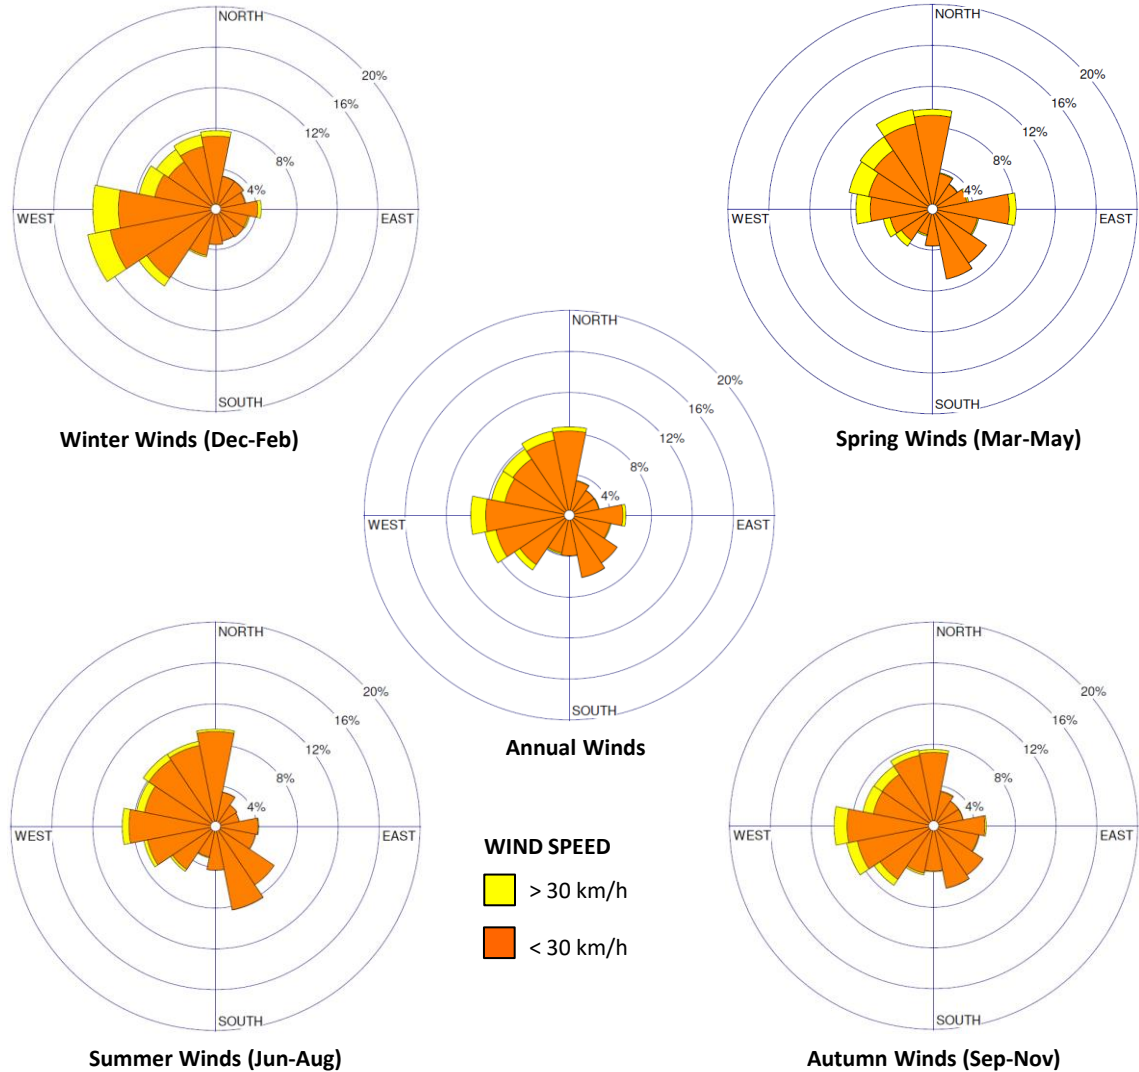 NORTH
20%
16%
12%
8%
4%
WEST
EAST
SOUTH
Winter Winds (Dec-Feb)
NORTH
20%
16%
12%
8%
4%
WEST
EAST
SOUTH
Spring Winds (Mar-May)
NORTH
20%
16%
12%
8%
4%
WEST
EAST
SOUTH
Annual Winds
NORTH
20%
16%
12%
8%
4%
WEST
EAST
SOUTH
Summer Winds (Jun-Aug)
WIND SPEED
> 30 km/h
< 30 km/h
NORTH
20%
16%
12%
8%
4%
WEST
EAST
SOUTH
Autumn Winds (Sep-Nov)